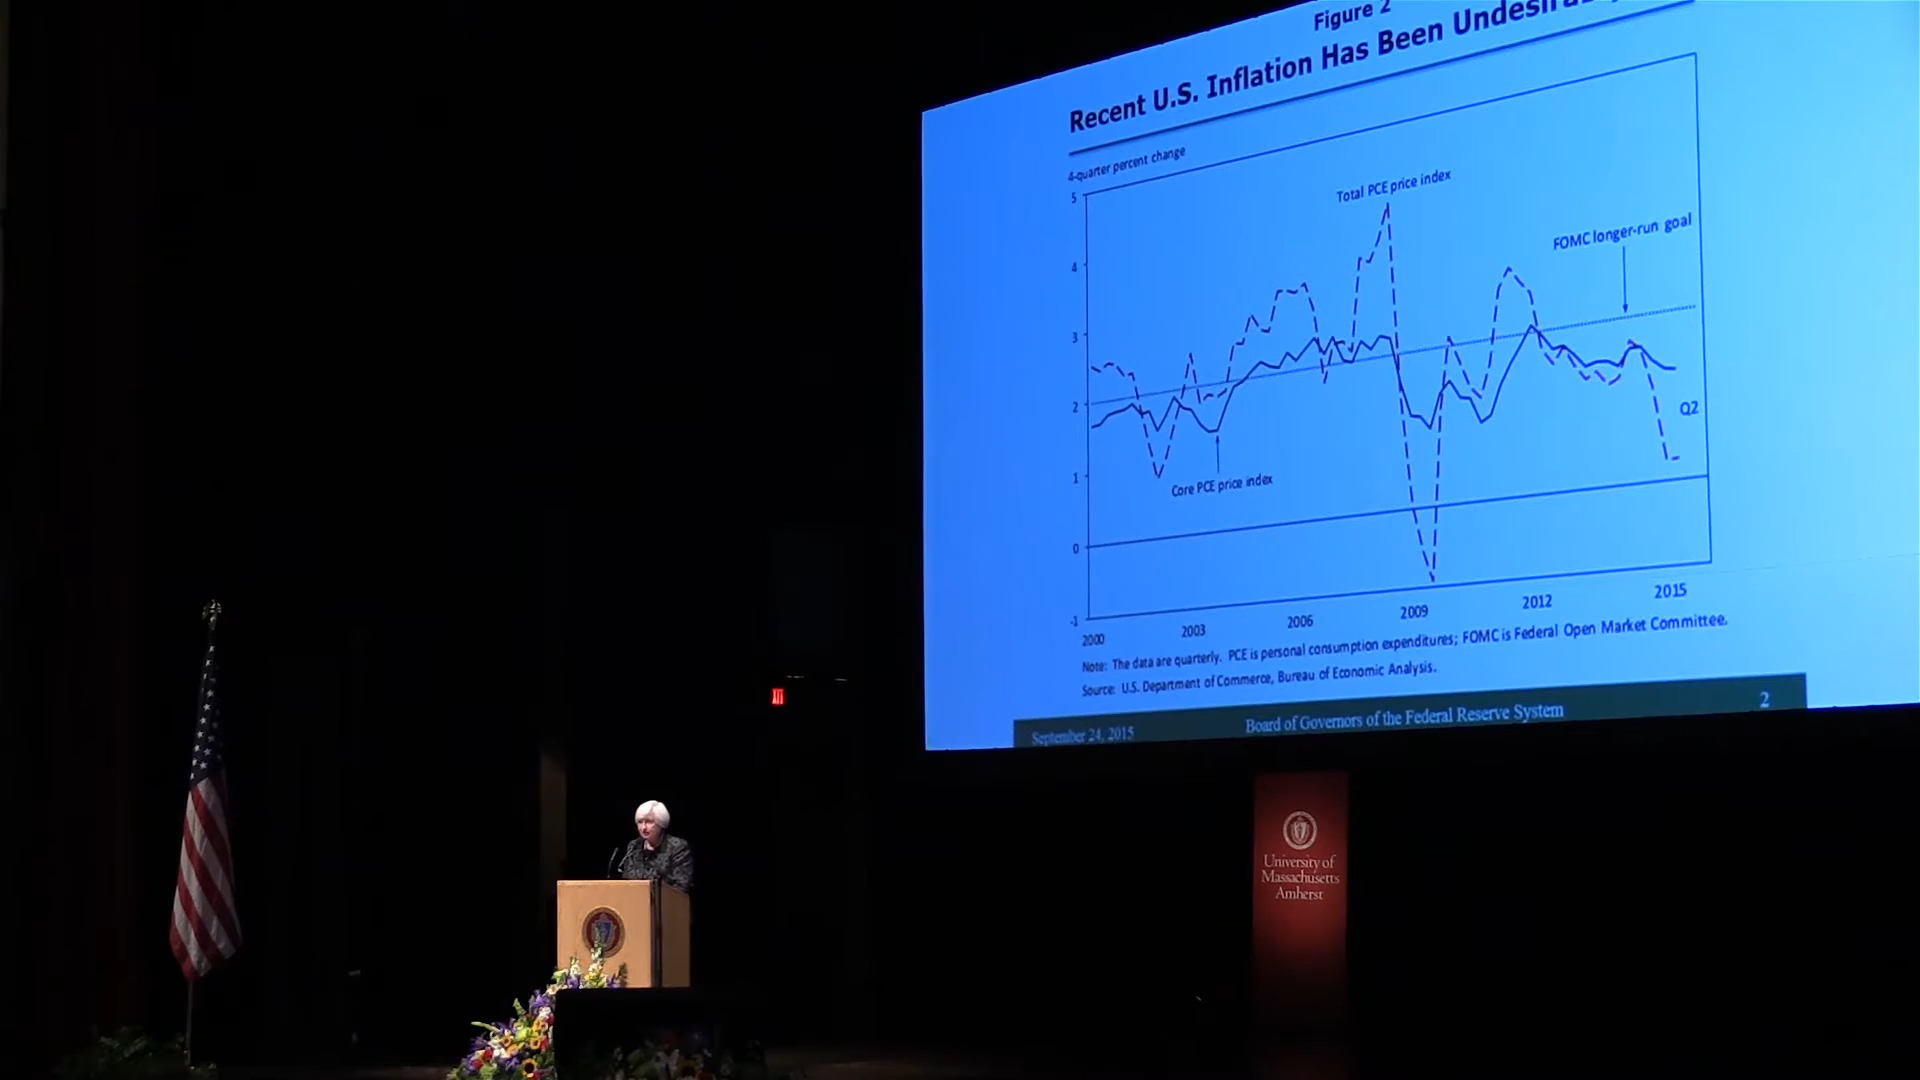 Figure 2
Recent U.S. Inflation Has Been
4-quarter percent change
5
4
3
2
1
0
-1
Total PCE price index
FOMC longer-run goal
Core PCE price index
Q2
2000 2003 2006 2009 2012 2015
Note: The data are quarterly. PCE is personal consumption expenditures; FOMC is Federal Open Market Committee.
Source: U.S. Department of Commerce, Bureau of Economic Analysis.
September 24, 2015 Board of Governors of the Federal Reserve System 2
University of
Massachusetts
Amherst